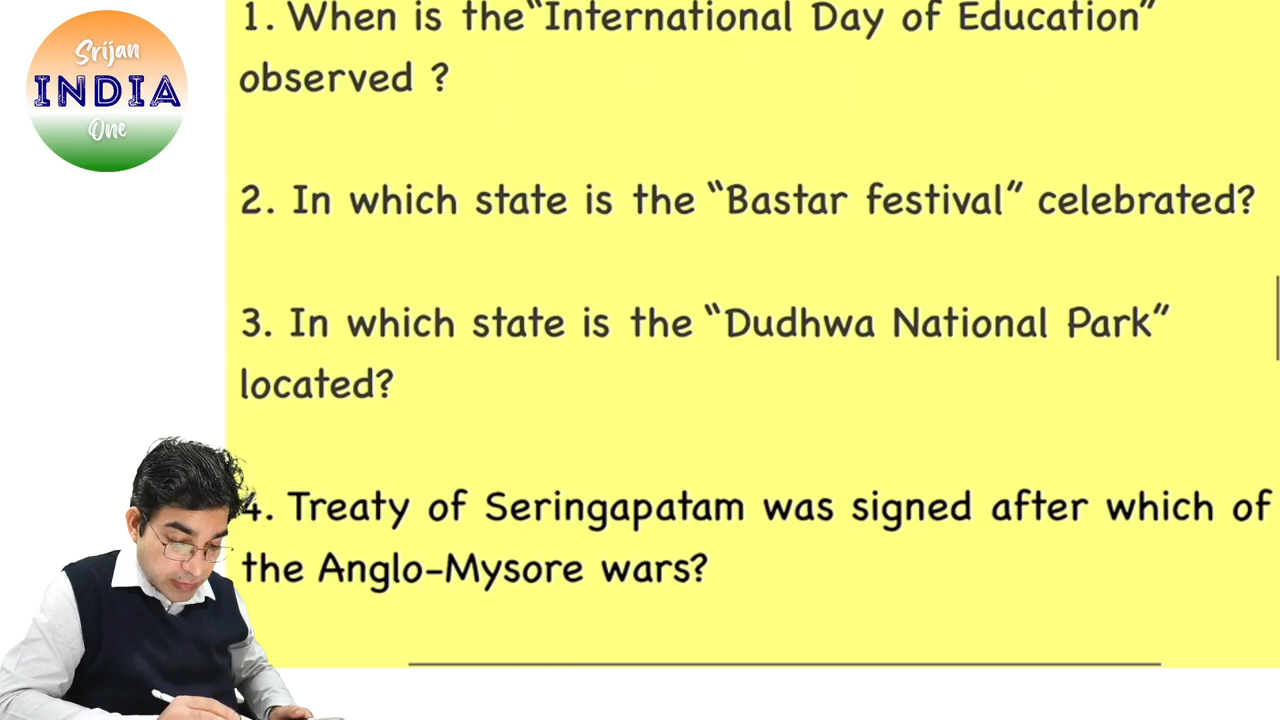 Srijan
INDIA
One
1. When is the“International Day of Education”
observed ?
2. In which state is the “Bastar festival” celebrated?
3. In which state is the “Dudhwa National Park”
located?
4. Treaty of Seringapatam was signed after which of
the Anglo-Mysore wars?